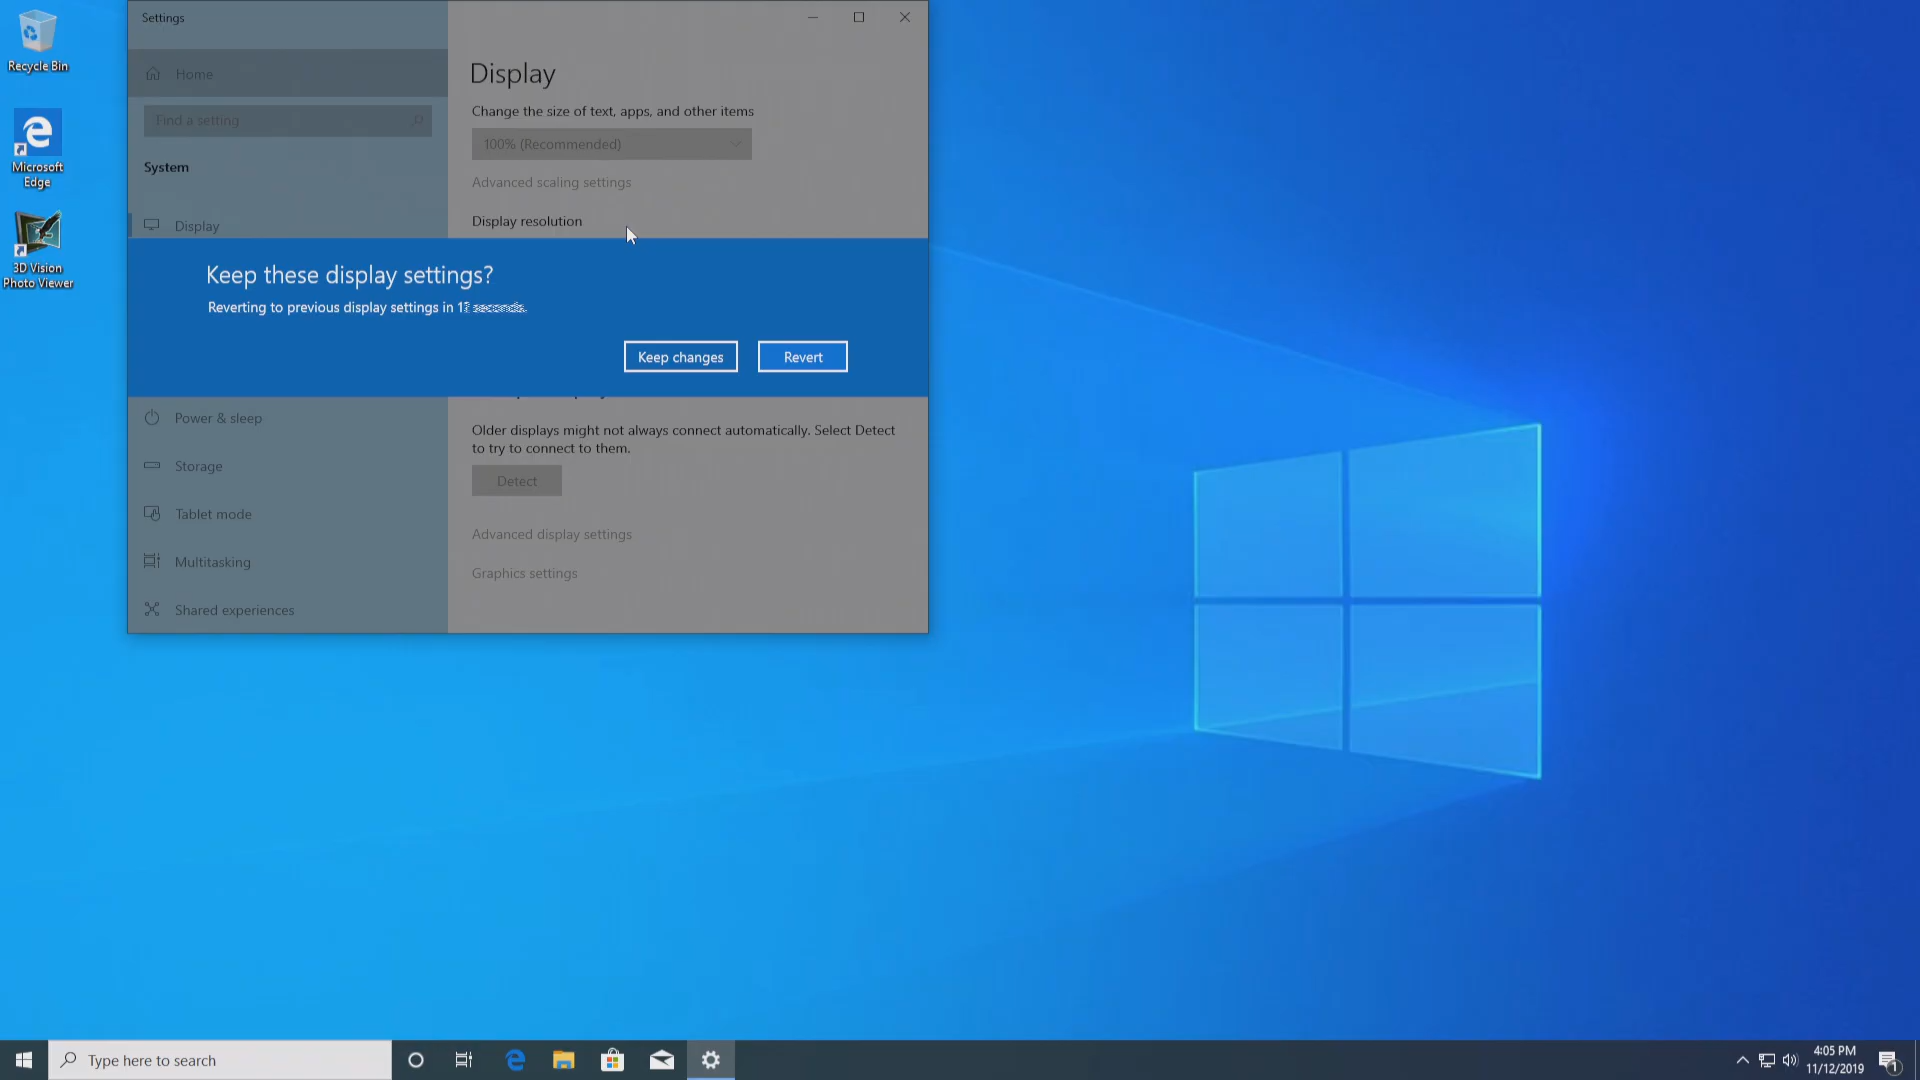 Recycle Bin
Microsoft
Edge
3D Vision
Photo Viewer
Settings
Home
Find a setting
System
Display
Display
Change the size of text, apps, and other items
100% (Recommended)
Advanced scaling settings
Display resolution
Keep these display settings?
Reverting to previous display settings in seconds.
Keep changes
Revert
Power & sleep
Storage
Tablet mode
Multitasking
Shared experiences
Older displays might not always connect automatically. Select Detect
to try to connect to them.
Detect
Advanced display settings
Graphics settings
Type here to search
4:05 PM
11/12/2019
1